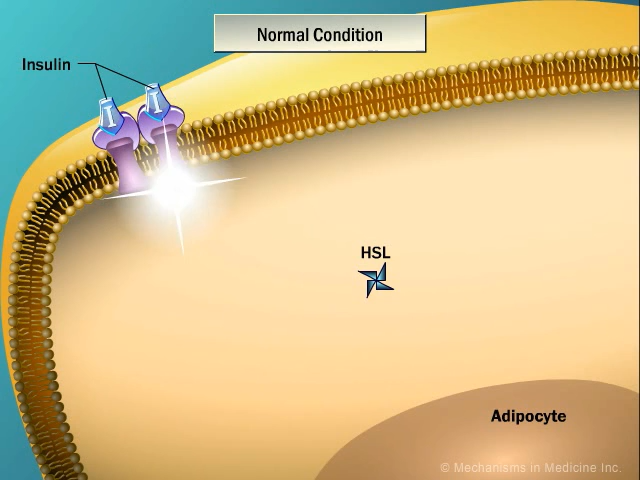 Normal Condition
Insulin
I I
HSL
Adipocyte
© Mechanisms in Medicine Inc.